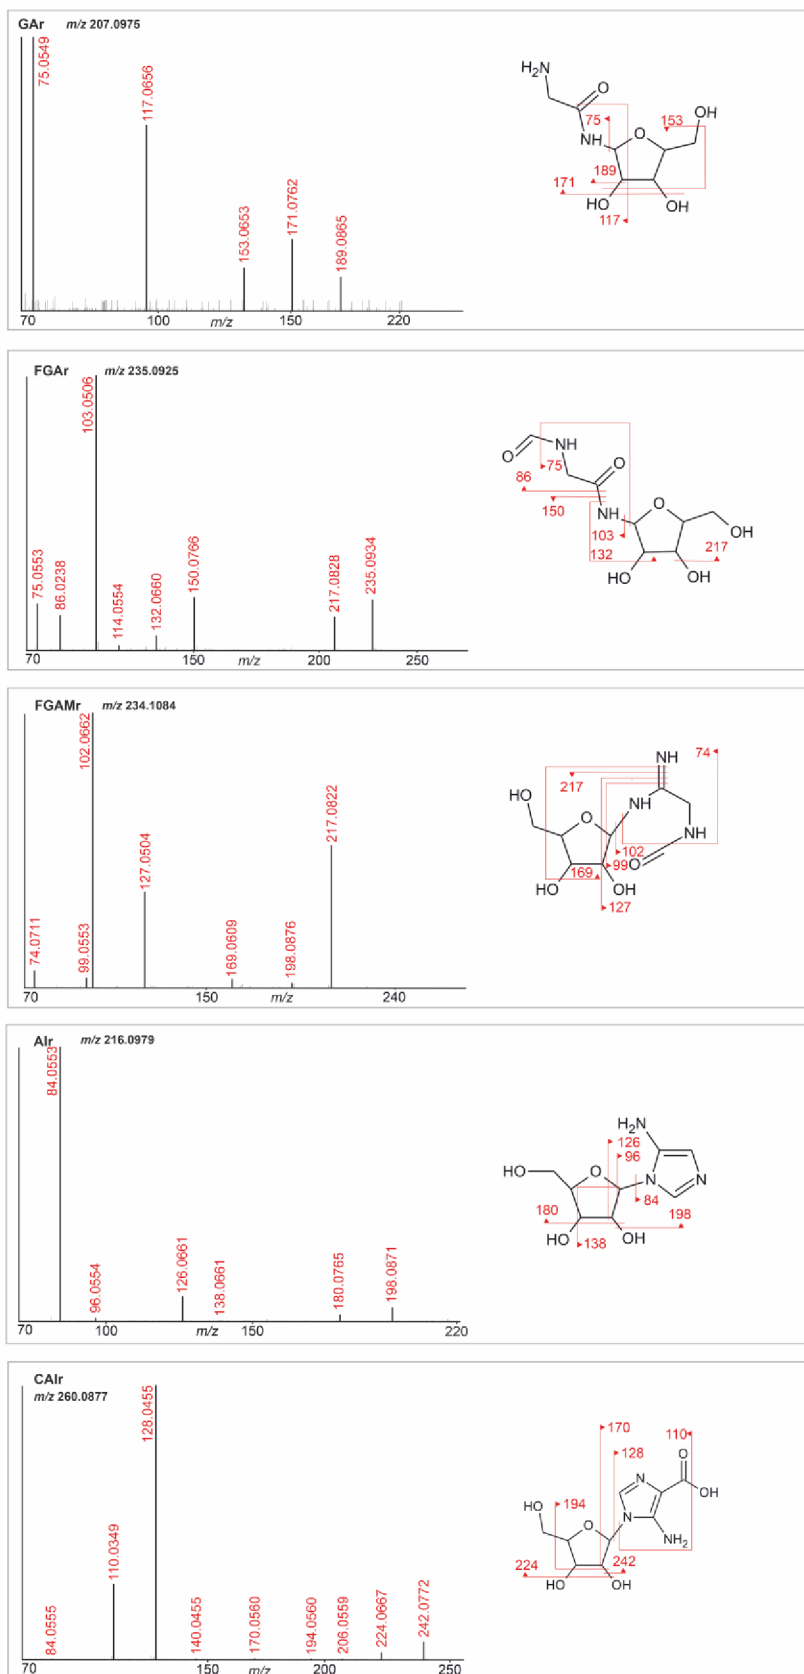 GAr m/z 207.0975
75.0549
117.0656
153.0653
171.0762
189.0865
70 100 m/z 150 220
H2N
O
OH
75
NH
O
153
189
171
HO
OH
117
FGAr m/z 235.0925
75.0553
86.0238
103.0506
114.0554
132.0660
150.0766
217.0828
235.0934
70 150 m/z 200 250
O
NH
75
O
86
150
NH
O
OH
103
132
217
HO
OH
FGAMr m/z 234.1084
74.0711
99.0553
102.0662
127.0504
169.0609
198.0876
217.0822
70 150 m/z 240
NH
74
217
HO
NH
O
NH
102
O
99
169
HO
OH
127
AIr m/z 216.0979
84.0553
96.0554
126.0661
138.0661
180.0765
198.0871
70 100 m/z 150 220
H2N
126
96
HO
O
N
N
84
180
198
HO
OH
138
CAIr
m/z 260.0877
84.0555
110.0349
128.0455
140.0455
170.0560
194.0560
206.0559
224.0667
242.0772
70 150 m/z 200 250
170
110
128
O
N
OH
HO
194
N
O
NH2
224
242
HO
OH